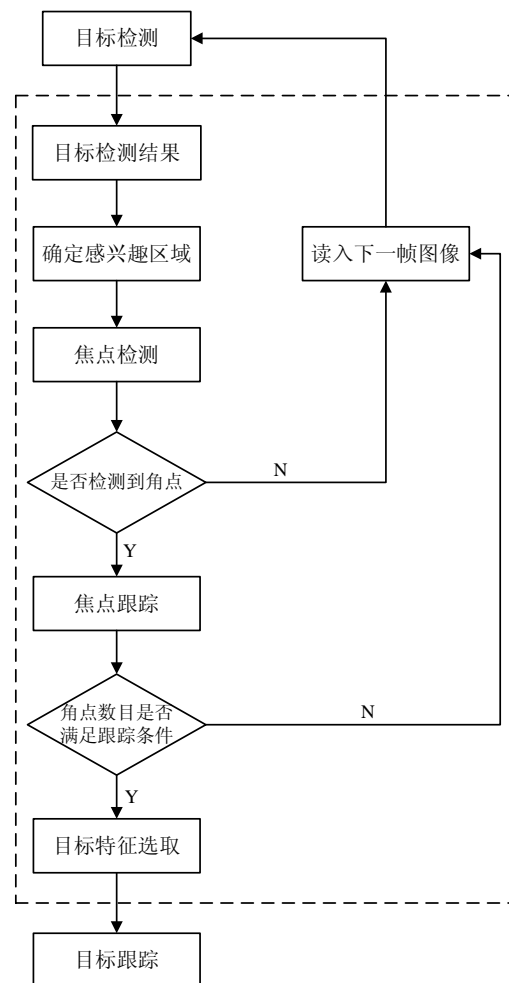 目标检测
目标检测结果
确定感兴趣区域
读入下一帧图像
焦点检测
是否检测到角点
N
Y
焦点跟踪
角点数目是否
满足跟踪条件
N
Y
目标特征选取
目标跟踪